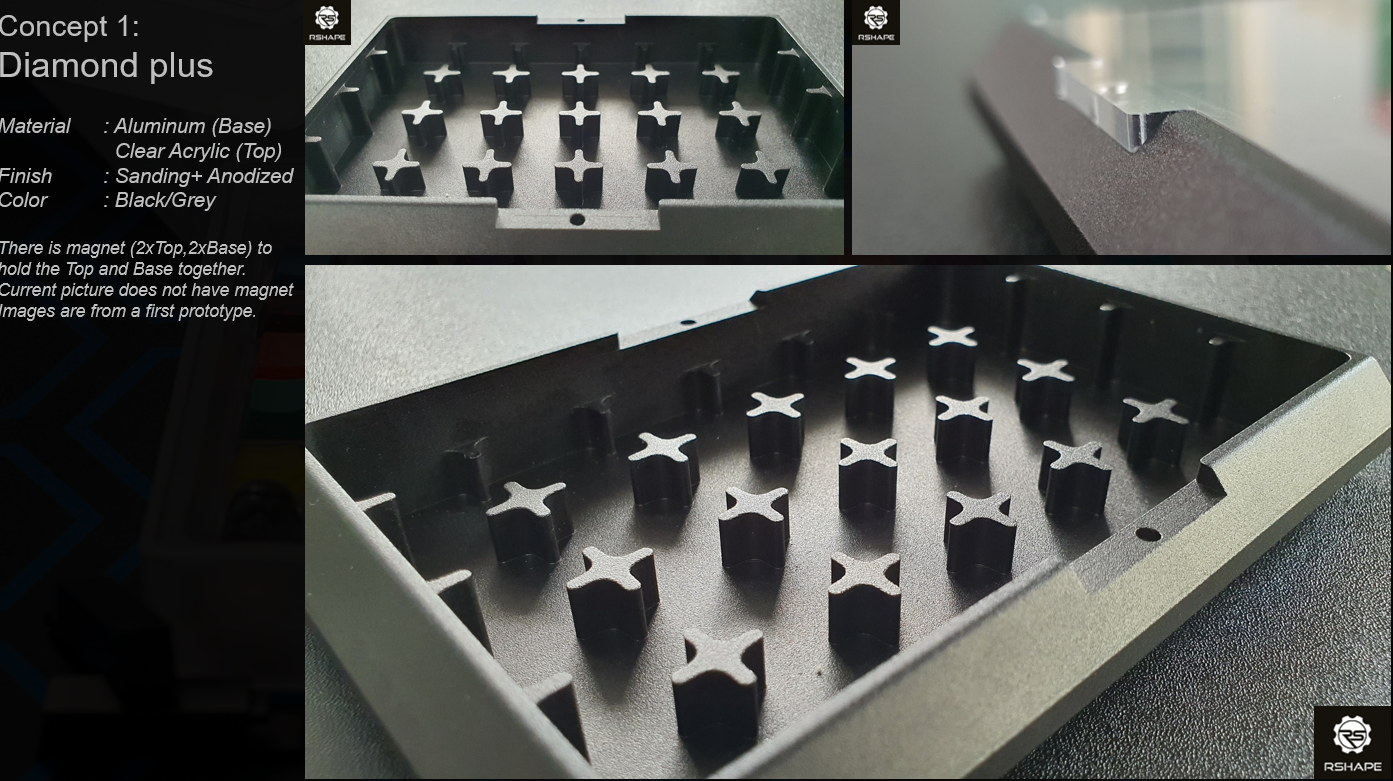 Concept 1:
Diamond plus
Material : Aluminum (Base)
Clear Acrylic (Top)
Finish : Sanding+ Anodized
Color : Black/Grey
There is magnet (2xTop,2xBase) to
hold the Top and Base together.
Current picture does not have magnet
Images are from a first prototype.
RS
RSHAPE
RS
RSHAPE
RS
RSHAPE